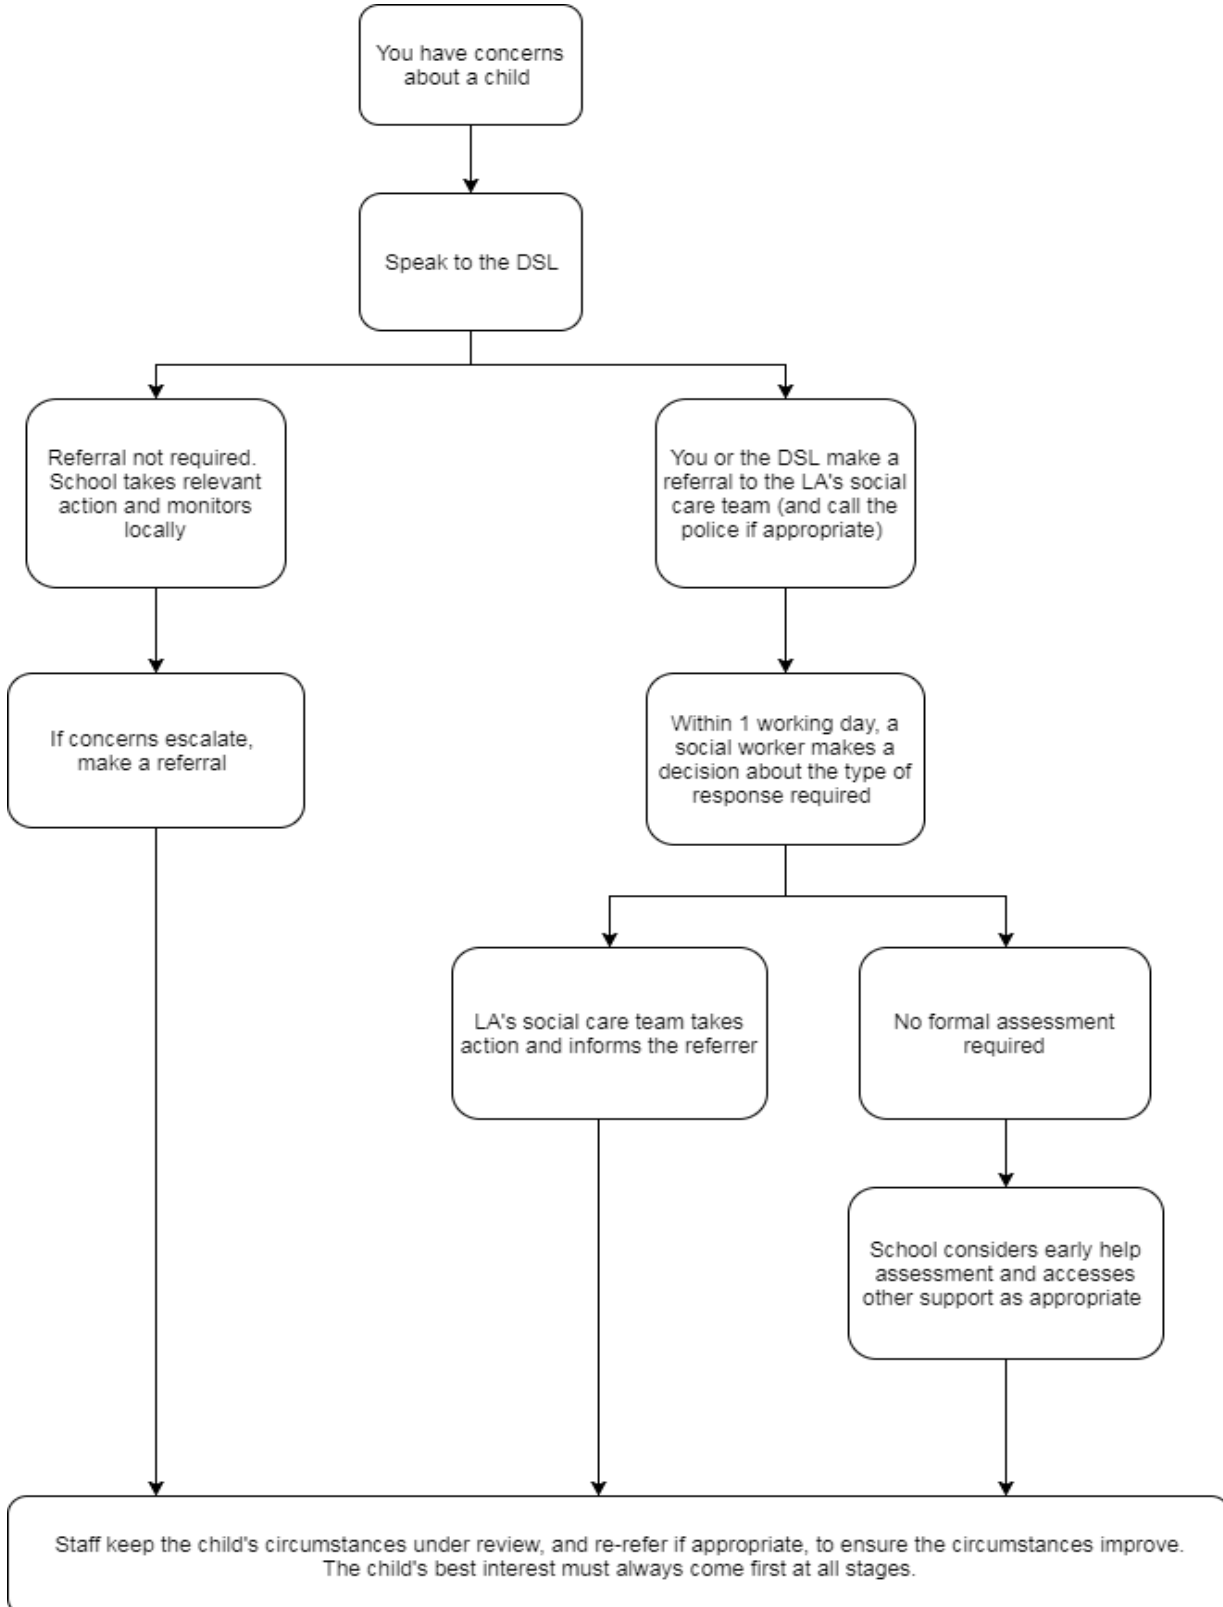 You have concerns
about a child
Speak to the DSL
Referral not required.
School takes relevant
action and monitors
locally
You or the DSL make a
referral to the LA's social
care team (and call the
police if appropriate)
If concerns escalate,
make a referral
Within 1 working day, a
social worker makes a
decision about the type of
response required
LA's social care team takes
action and informs the referrer
No formal assessment
required
School considers early help
assessment and accesses
other support as appropriate
Staff keep the child's circumstances under review, and re-refer if appropriate, to ensure the circumstances improve.
The child's best interest must always come first at all stages.